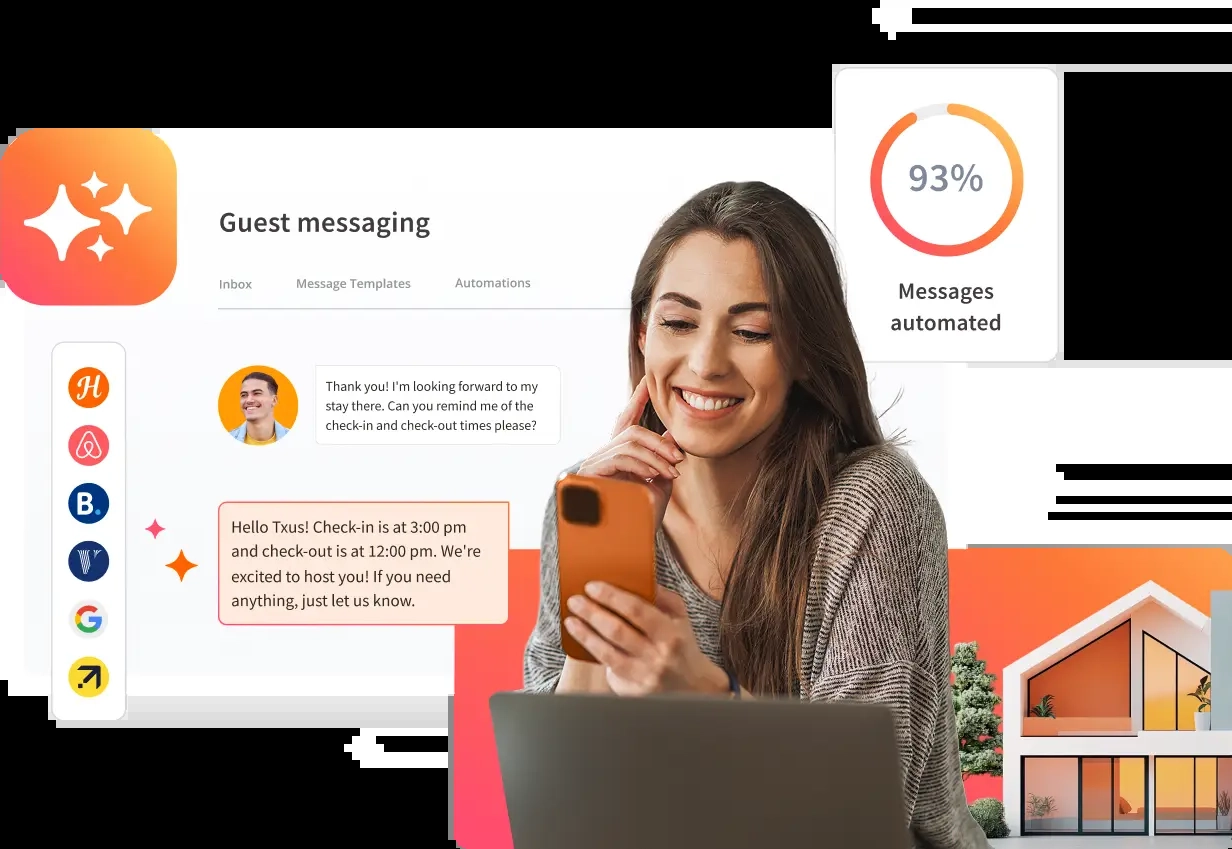 93%
Messages
automated
Guest messaging
Inbox Message Templates Automations
Thank you! I'm looking forward to my
stay there. Can you remind me of the
check-in and check-out times please?
Hello Txus! Check-in is at 3:00 pm
and check-out is at 12:00 pm. We're
excited to host you! If you need
anything, just let us know.
H
B.
V
G